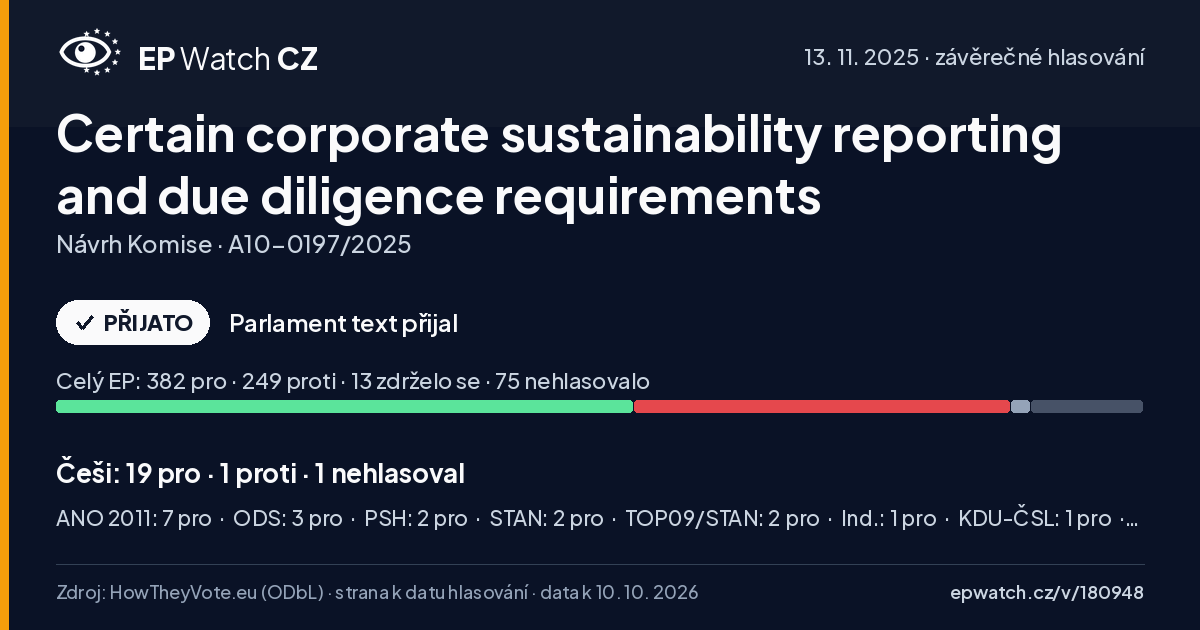 EP Watch CZ
13. 11. 2025 · závěrečné hlasování
Certain corporate sustainability reporting
and due diligence requirements
Návrh Komise · A10-0197/2025
✓ PŘIJATO
Parlament text přijal
Celý EP: 382 pro · 249 proti · 13 zdrželo se · 75 nehlasovalo
Češi: 19 pro · 1 proti · 1 nehlasoval
ANO 2011: 7 pro · ODS: 3 pro · PSH: 2 pro · STAN: 2 pro · TOP09/STAN: 2 pro · Ind.: 1 pro · KDU-ČSL: 1 pro ·…
Zdroj: HowTheyVote.eu (ODbL) · strana k datu hlasování · data k 10. 10. 2026
epwatch.cz/v/180948